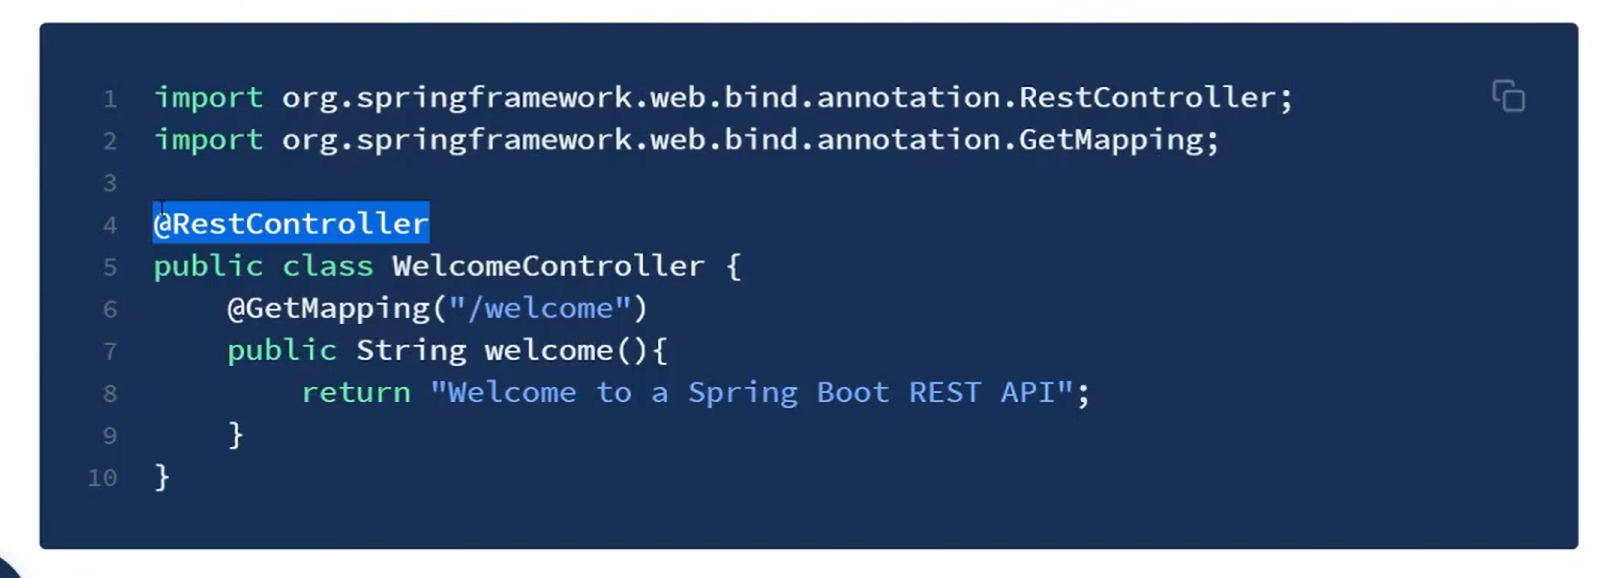 1 import org.springframework.web.bind.annotation.RestController;
2 import org.springframework.web.bind.annotation.GetMapping;
3
4 @RestController
5 public class WelcomeController {
6     @GetMapping("/welcome")
7     public String welcome(){
8         return "Welcome to a Spring Boot REST API";
9     }
10 }